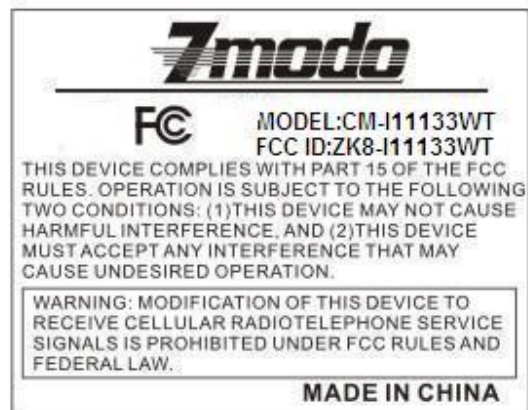 Zmodo
FC
MODEL:CM-I11133WT
FCC ID:ZK8-I11133WT
THIS DEVICE COMPLIES WITH PART 15 OF THE FCC
RULES. OPERATION IS SUBJECT TO THE FOLLOWING
TWO CONDITIONS: (1)THIS DEVICE MAY NOT CAUSE
HARMFUL INTERFERENCE, AND (2)THIS DEVICE
MUST ACCEPT ANY INTERFERENCE THAT MAY
CAUSE UNDESIRED OPERATION.
WARNING: MODIFICATION OF THIS DEVICE TO
RECEIVE CELLULAR RADIOTELEPHONE SERVICE
SIGNALS IS PROHIBITED UNDER FCC RULES AND
FEDERAL LAW.
MADE IN CHINA